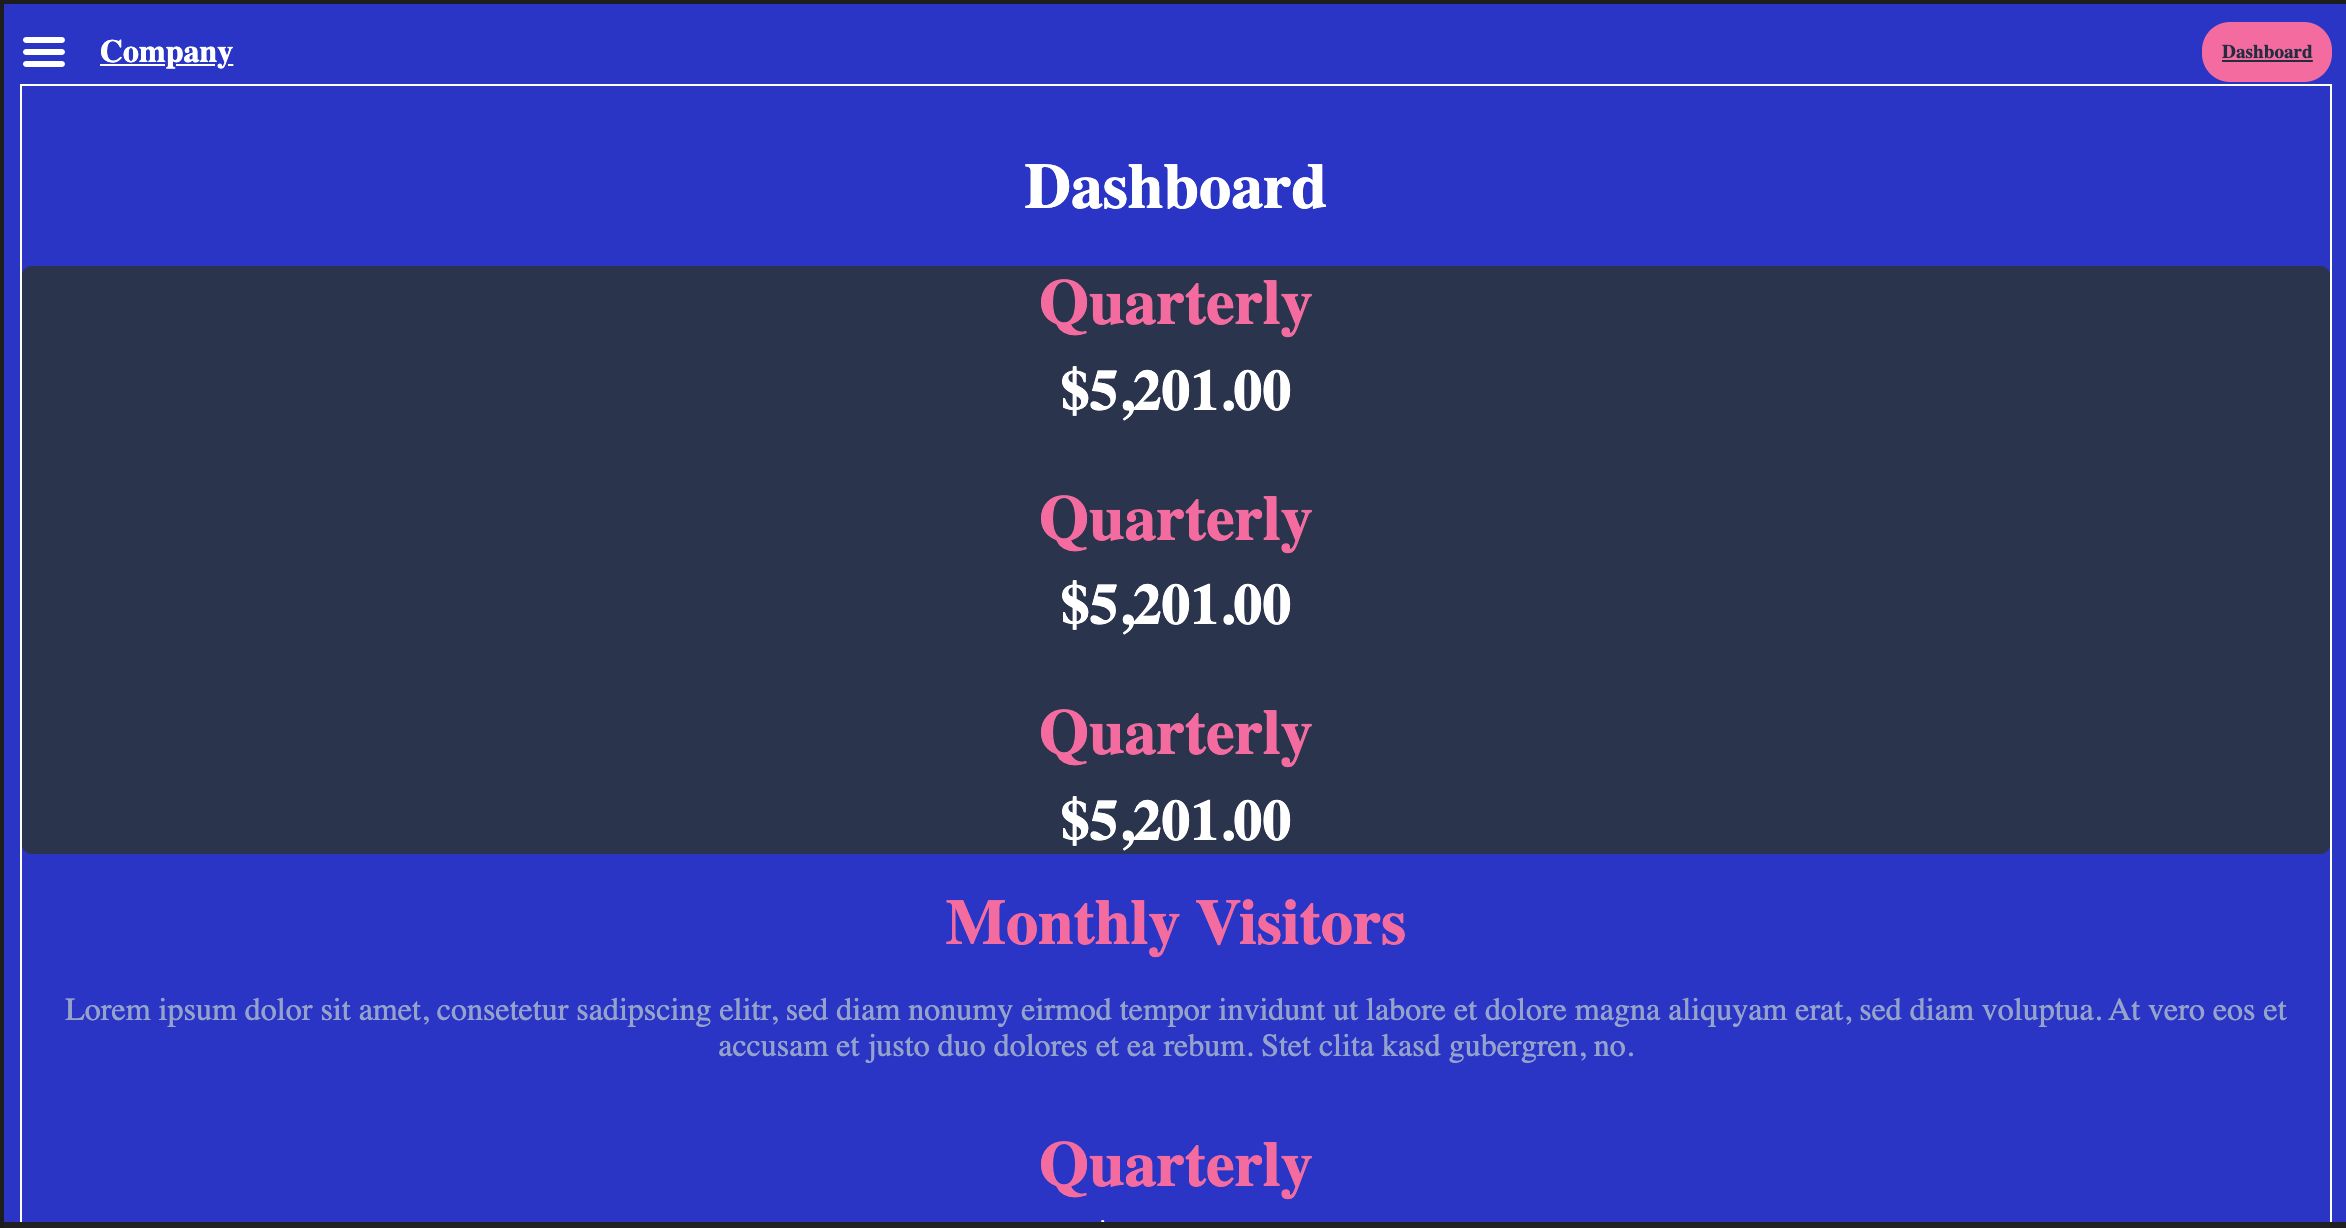 Company
Dashboard
Dashboard
Quarterly
$5,201.00
Quarterly
$5,201.00
Quarterly
$5,201.00
Monthly Visitors
Lorem ipsum dolor sit amet, consetetur sadipscing elitr, sed diam nonumy eirmod tempor invidunt ut labore et dolore magna aliquyam erat, sed diam voluptua. At vero eos et
accusam et justo duo dolores et ea rebum. Stet clita kasd gubergren, no.
Quarterly